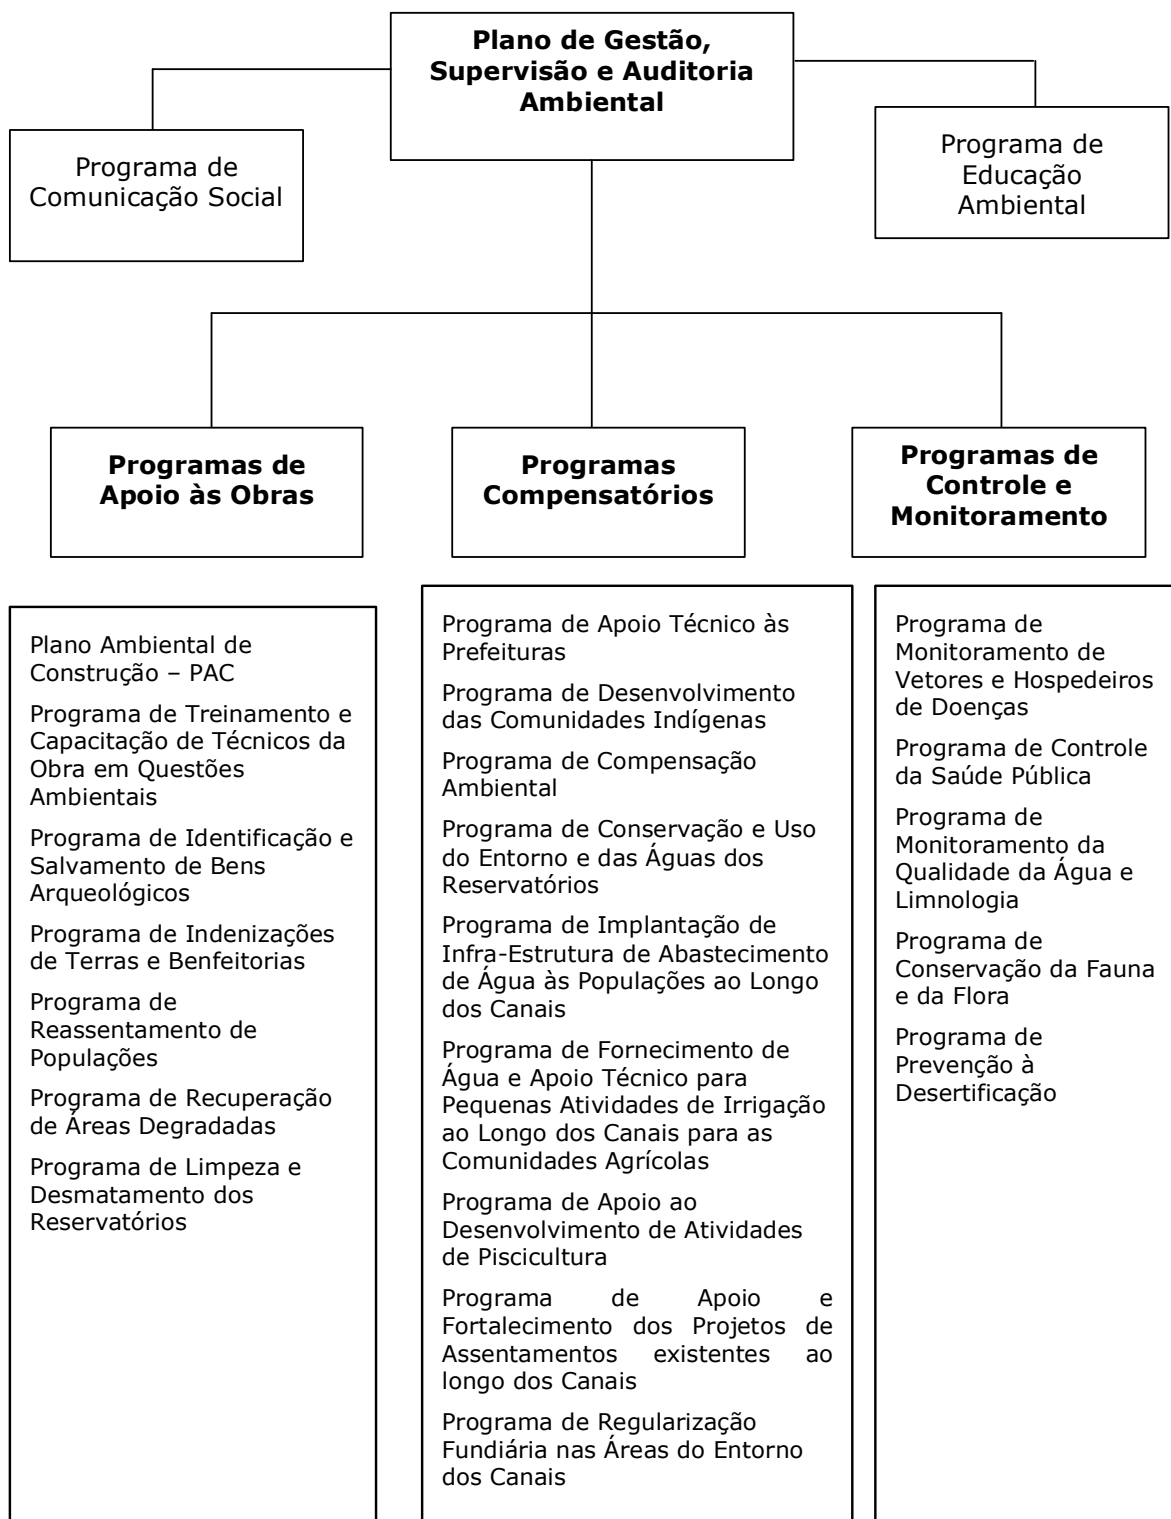 Plano de Gestão,
Supervisão e Auditoria
Ambiental
Programa de
Comunicação Social
Programa de
Educação
Ambiental
Programas de
Apoio às Obras
Programas
Compensatórios
Programas de
Controle e
Monitoramento
Plano Ambiental de
Construção – PAC
Programa de Treinamento e
Capacitação de Técnicos da
Obra em Questões
Ambientais
Programa de Identificação e
Salvamento de Bens
Arqueológicos
Programa de Indenizações
de Terras e Benfeitorias
Programa de
Reassentamento de
Populações
Programa de Recuperação
de Áreas Degradadas
Programa de Limpeza e
Desmatamento dos
Reservatórios
Programa de Apoio Técnico às
Prefeituras
Programa de Desenvolvimento
das Comunidades Indígenas
Programa de Compensação
Ambiental
Programa de Conservação e Uso
do Entorno e das Águas dos
Reservatórios
Programa de Implantação de
Infra-Estrutura de Abastecimento
de Água às Populações ao Longo
dos Canais
Programa de Fornecimento de
Água e Apoio Técnico para
Pequenas Atividades de Irrigação
ao Longo dos Canais para as
Comunidades Agrícolas
Programa de Apoio ao
Desenvolvimento de Atividades
de Piscicultura
Programa de Apoio e
Fortalecimento dos Projetos de
Assentamentos existentes ao
longo dos Canais
Programa de Regularização
Fundiária nas Áreas do Entorno
dos Canais
Programa de
Monitoramento de
Vetores e Hospedeiros
de Doenças
Programa de Controle
da Saúde Pública
Programa de
Monitoramento da
Qualidade da Água e
Limnologia
Programa de
Conservação da Fauna
e da Flora
Programa de
Prevenção à
Desertificação